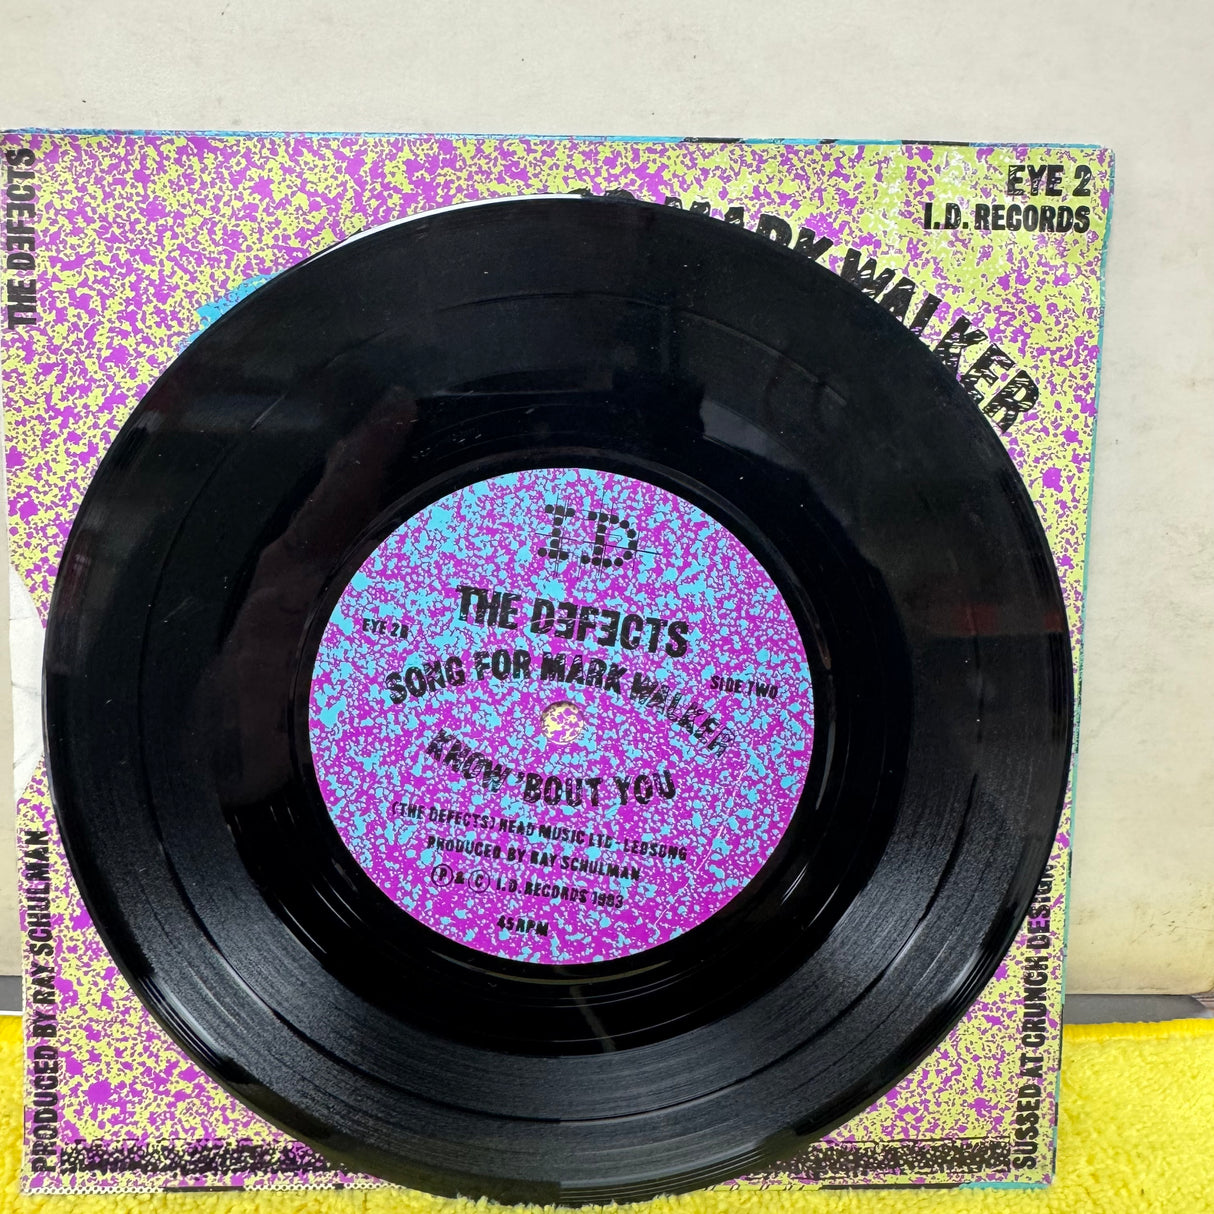 THE DEFECTS
EYE 2
I.D. RECORDS
MARK WALKER
I.D
THE DEFECTS
EYE 2B
SONG FOR MARK WALKER
SIDE TWO
KNOW 'BOUT YOU
(THE DEFECTS) HEAD MUSIC LTD-LEOSONG
PRODUCED BY RAY SCHULMAN
Ⓟ & © I.D. RECORDS 1983
45 RPM
PRODUCED BY RAY SCHULMAN
SUSSED AT CRUNCH DESIGN